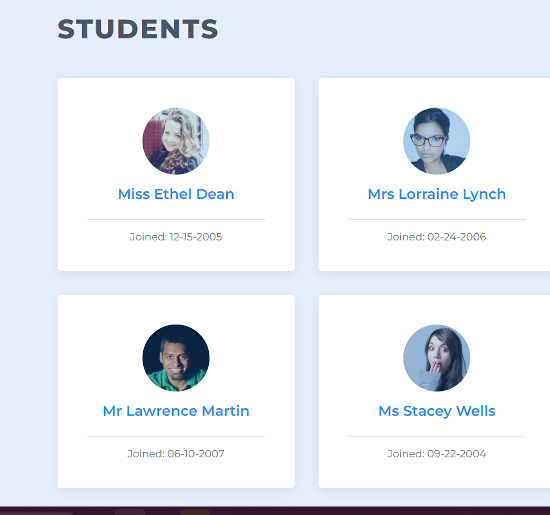 STUDENTS
Miss Ethel Dean
Joined: 12-15-2005
Mrs Lorraine Lynch
Joined: 02-24-2006
Mr Lawrence Martin
Joined: 06-10-2007
Ms Stacey Wells
Joined: 09-22-2004